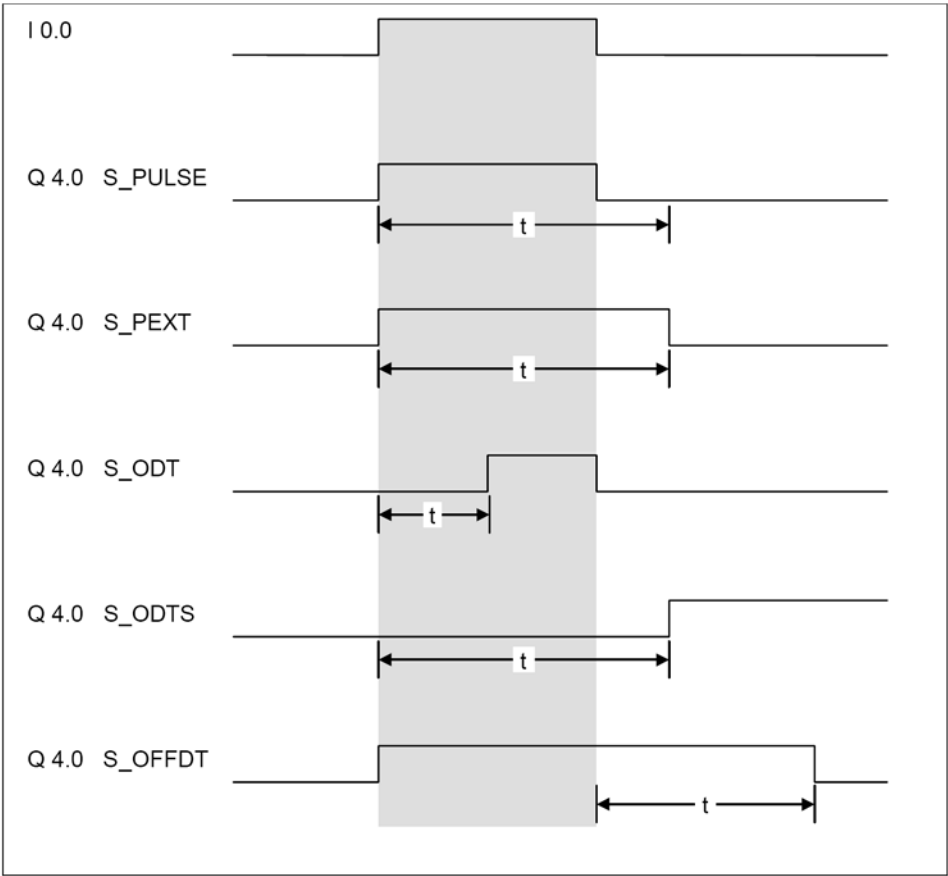 I 0.0
Q 4.0 S_PULSE
t
Q 4.0 S_PEXT
t
Q 4.0 S_ODT
t
Q 4.0 S_ODTS
t
Q 4.0 S_OFFDT
t